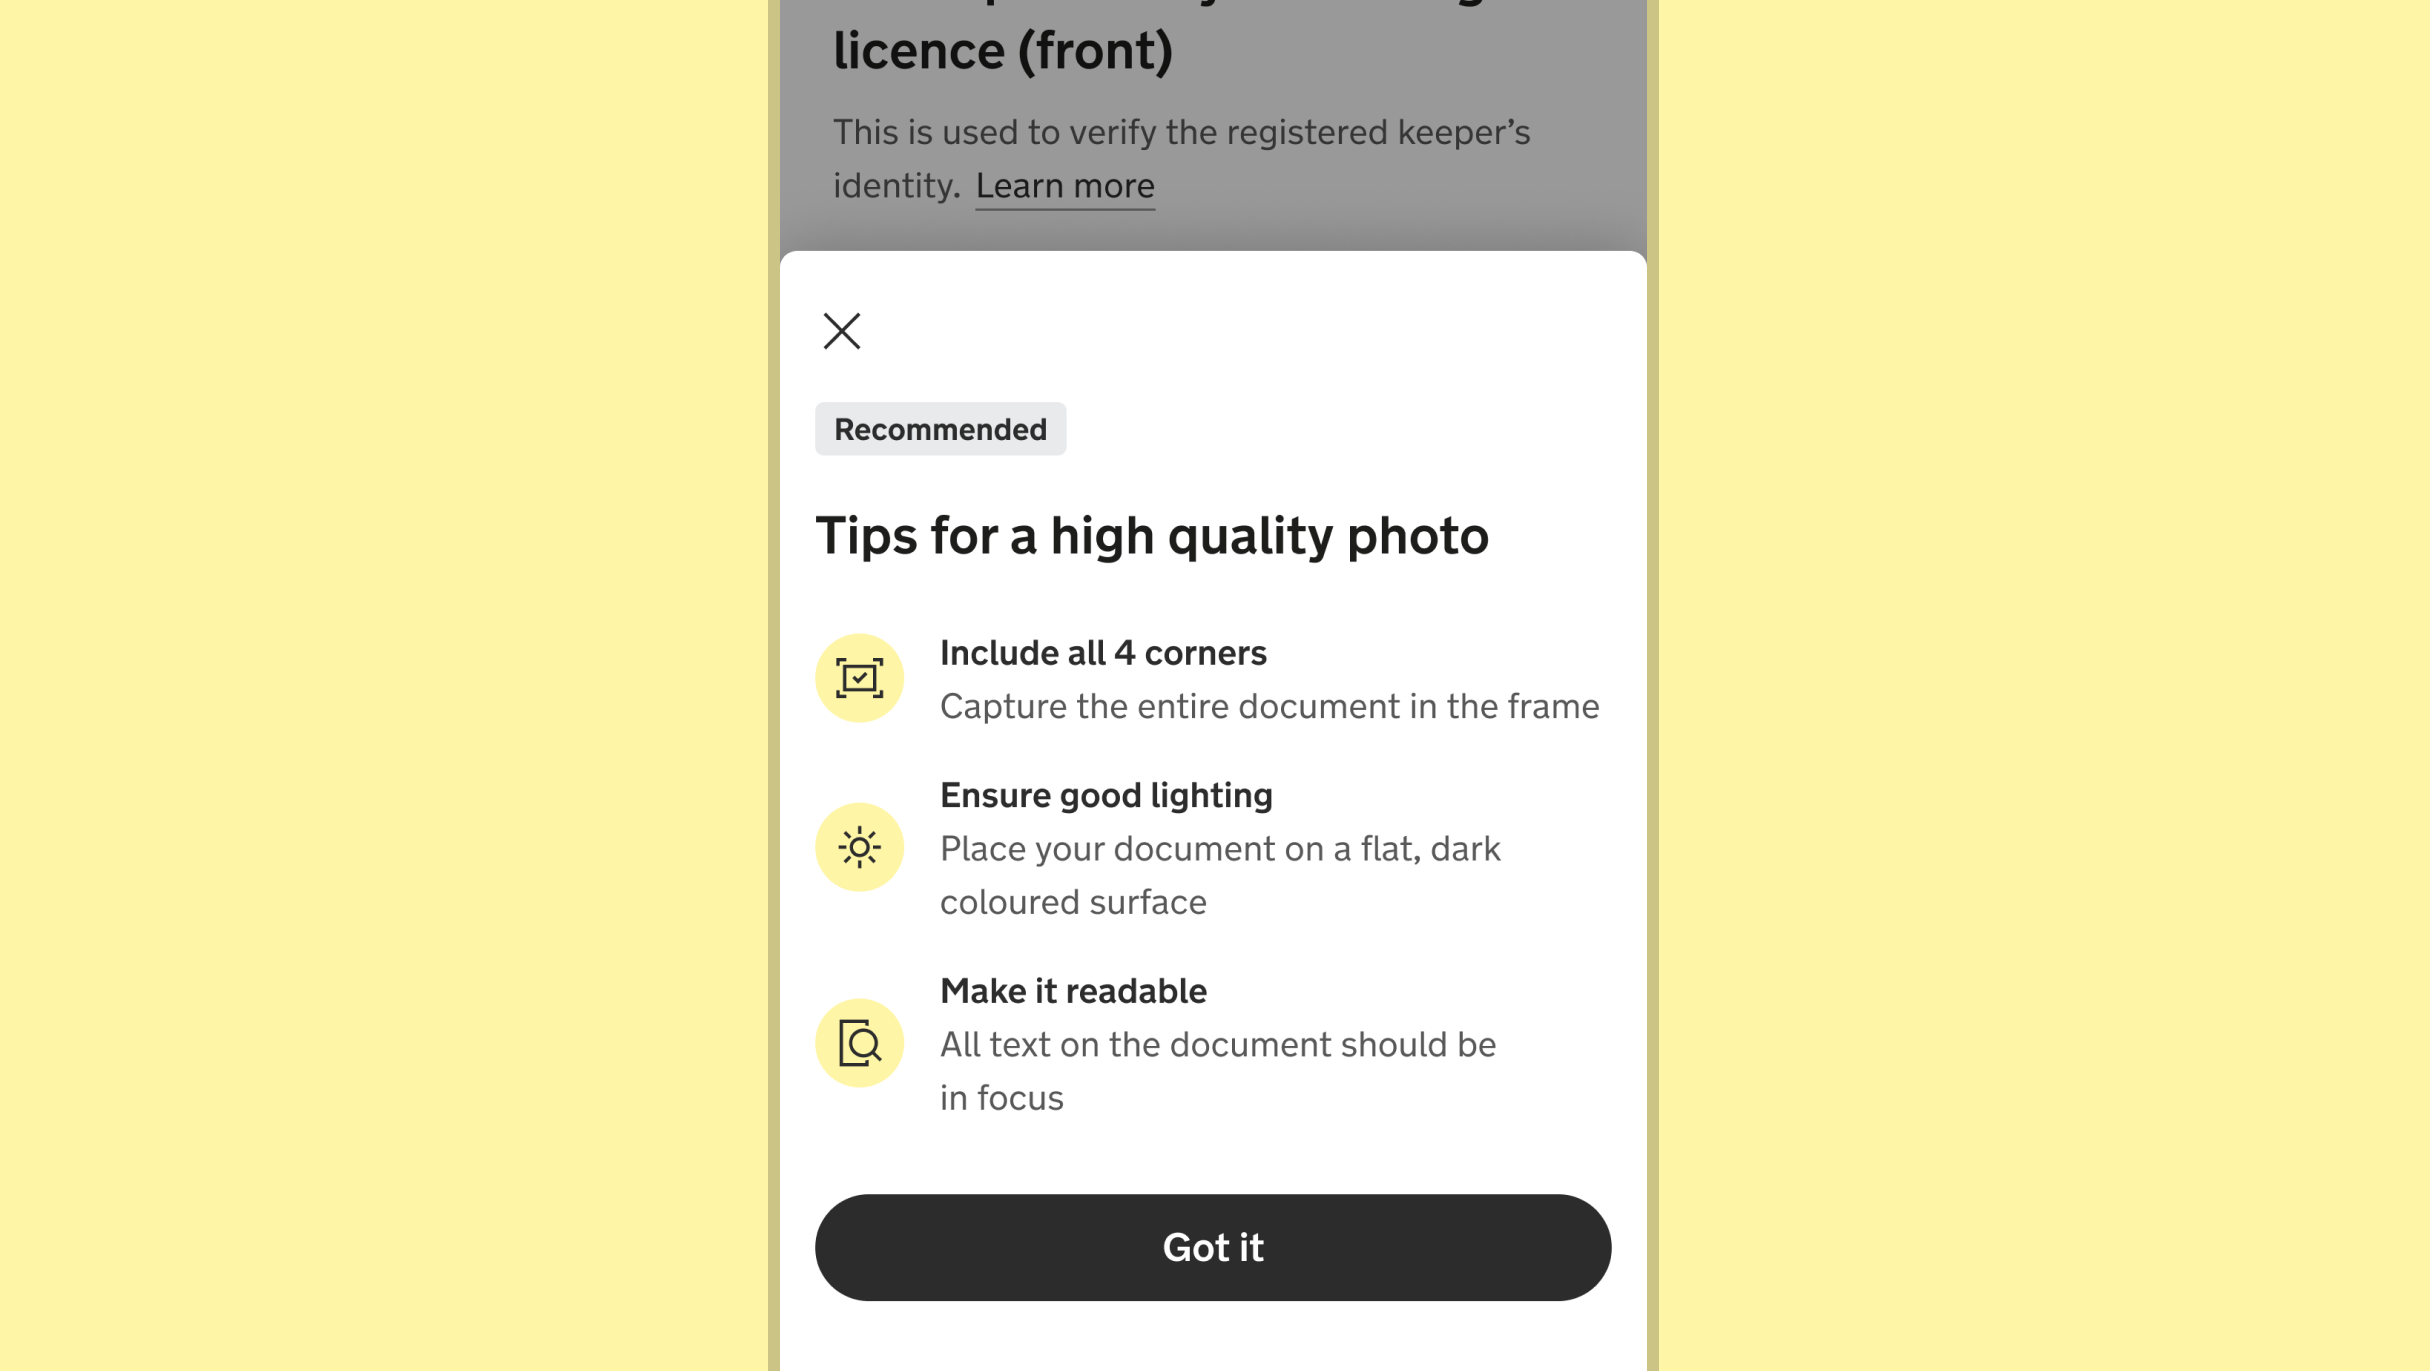 licence (front)
This is used to verify the registered keeper’s
identity. Learn more
Recommended
Tips for a high quality photo
Include all 4 corners
Capture the entire document in the frame
Ensure good lighting
Place your document on a flat, dark
coloured surface
Make it readable
All text on the document should be
in focus
Got it